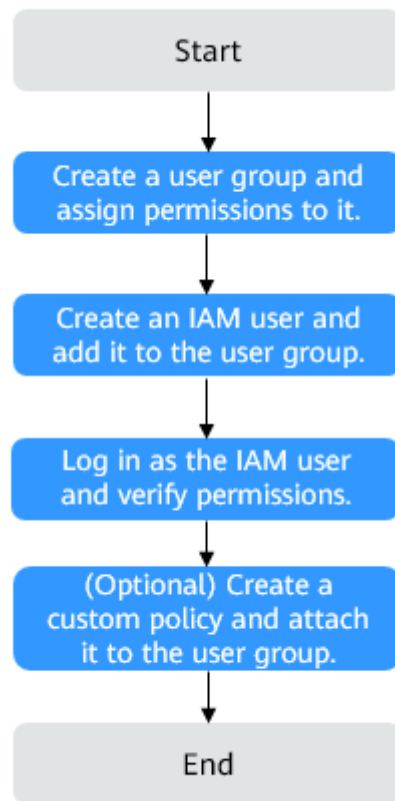 Start
Create a user group and
assign permissions to it.
Create an IAM user and
add it to the user group.
Log in as the IAM user
and verify permissions.
(Optional) Create a
custom policy and attach
it to the user group.
End